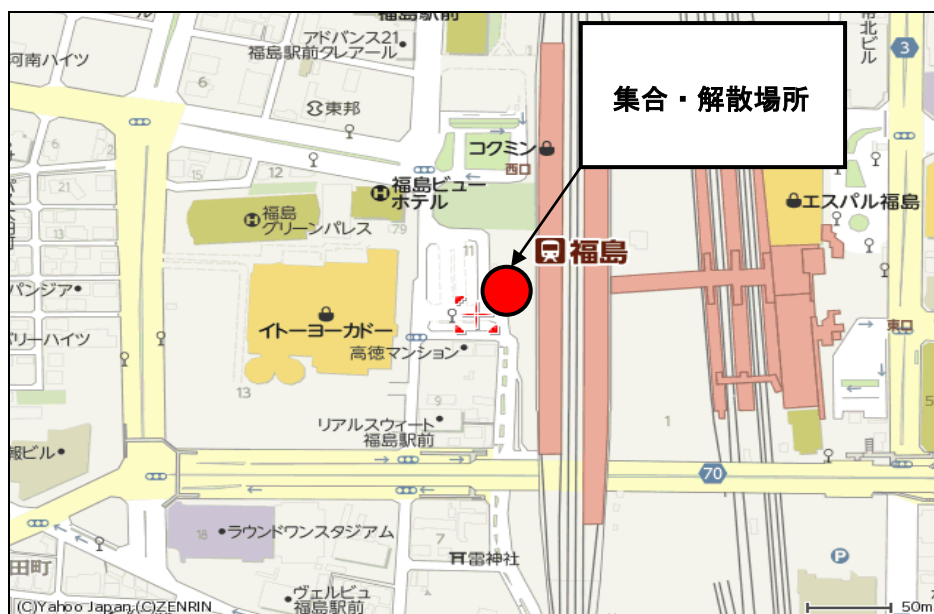 福島駅前
北ビル
アドバンス21
福島駅前タレアール
3
河南ハイツ
6
集合・解散場所
東邦
コクミン
西口
15
12
21
福島ビュー
ホテル
エスパル福島
福島
グリーンパレス
79
13
11
福島
パンジア
イトーヨーカドー
東口
高徳マンション
13
9
リアルスウィート
福島駅前
1
5
報ビル
70
18
ラウンドワンスタジアム
7
雷神社
P
田町
ヴェルビュ
福島駅前
(C)Yahoo Japan,(C)ZENRIN
50m